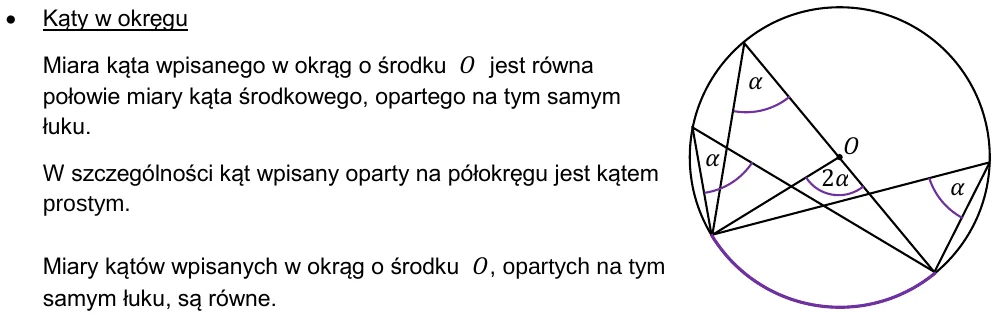 • Kąty w okręgu
Miara kąta wpisanego w okrąg o środku O jest równa
połowie miary kąta środkowego, opartego na tym samym
łuku.
W szczególności kąt wpisany oparty na półokręgu jest kątem
prostym.
Miary kątów wpisanych w okrąg o środku O, opartych na tym
samym łuku, są równe.
α
O
α
2α
α